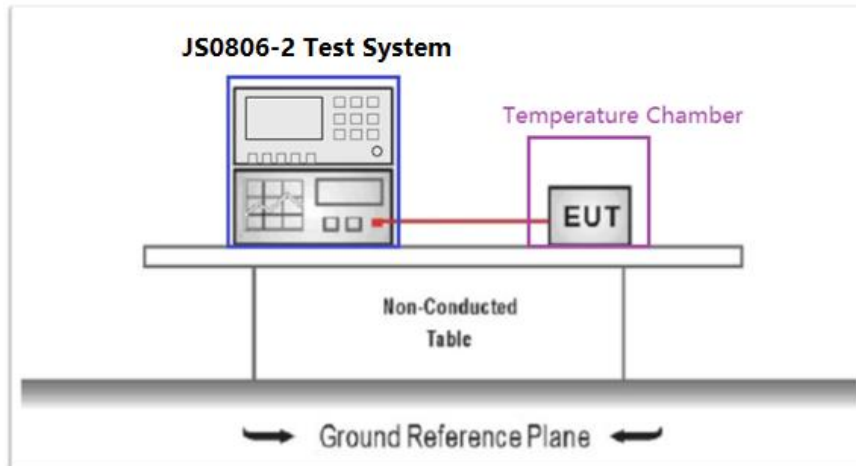 JS0806-2 Test System
Temperature Chamber
EUT
Non-Conducted
Table
Ground Reference Plane